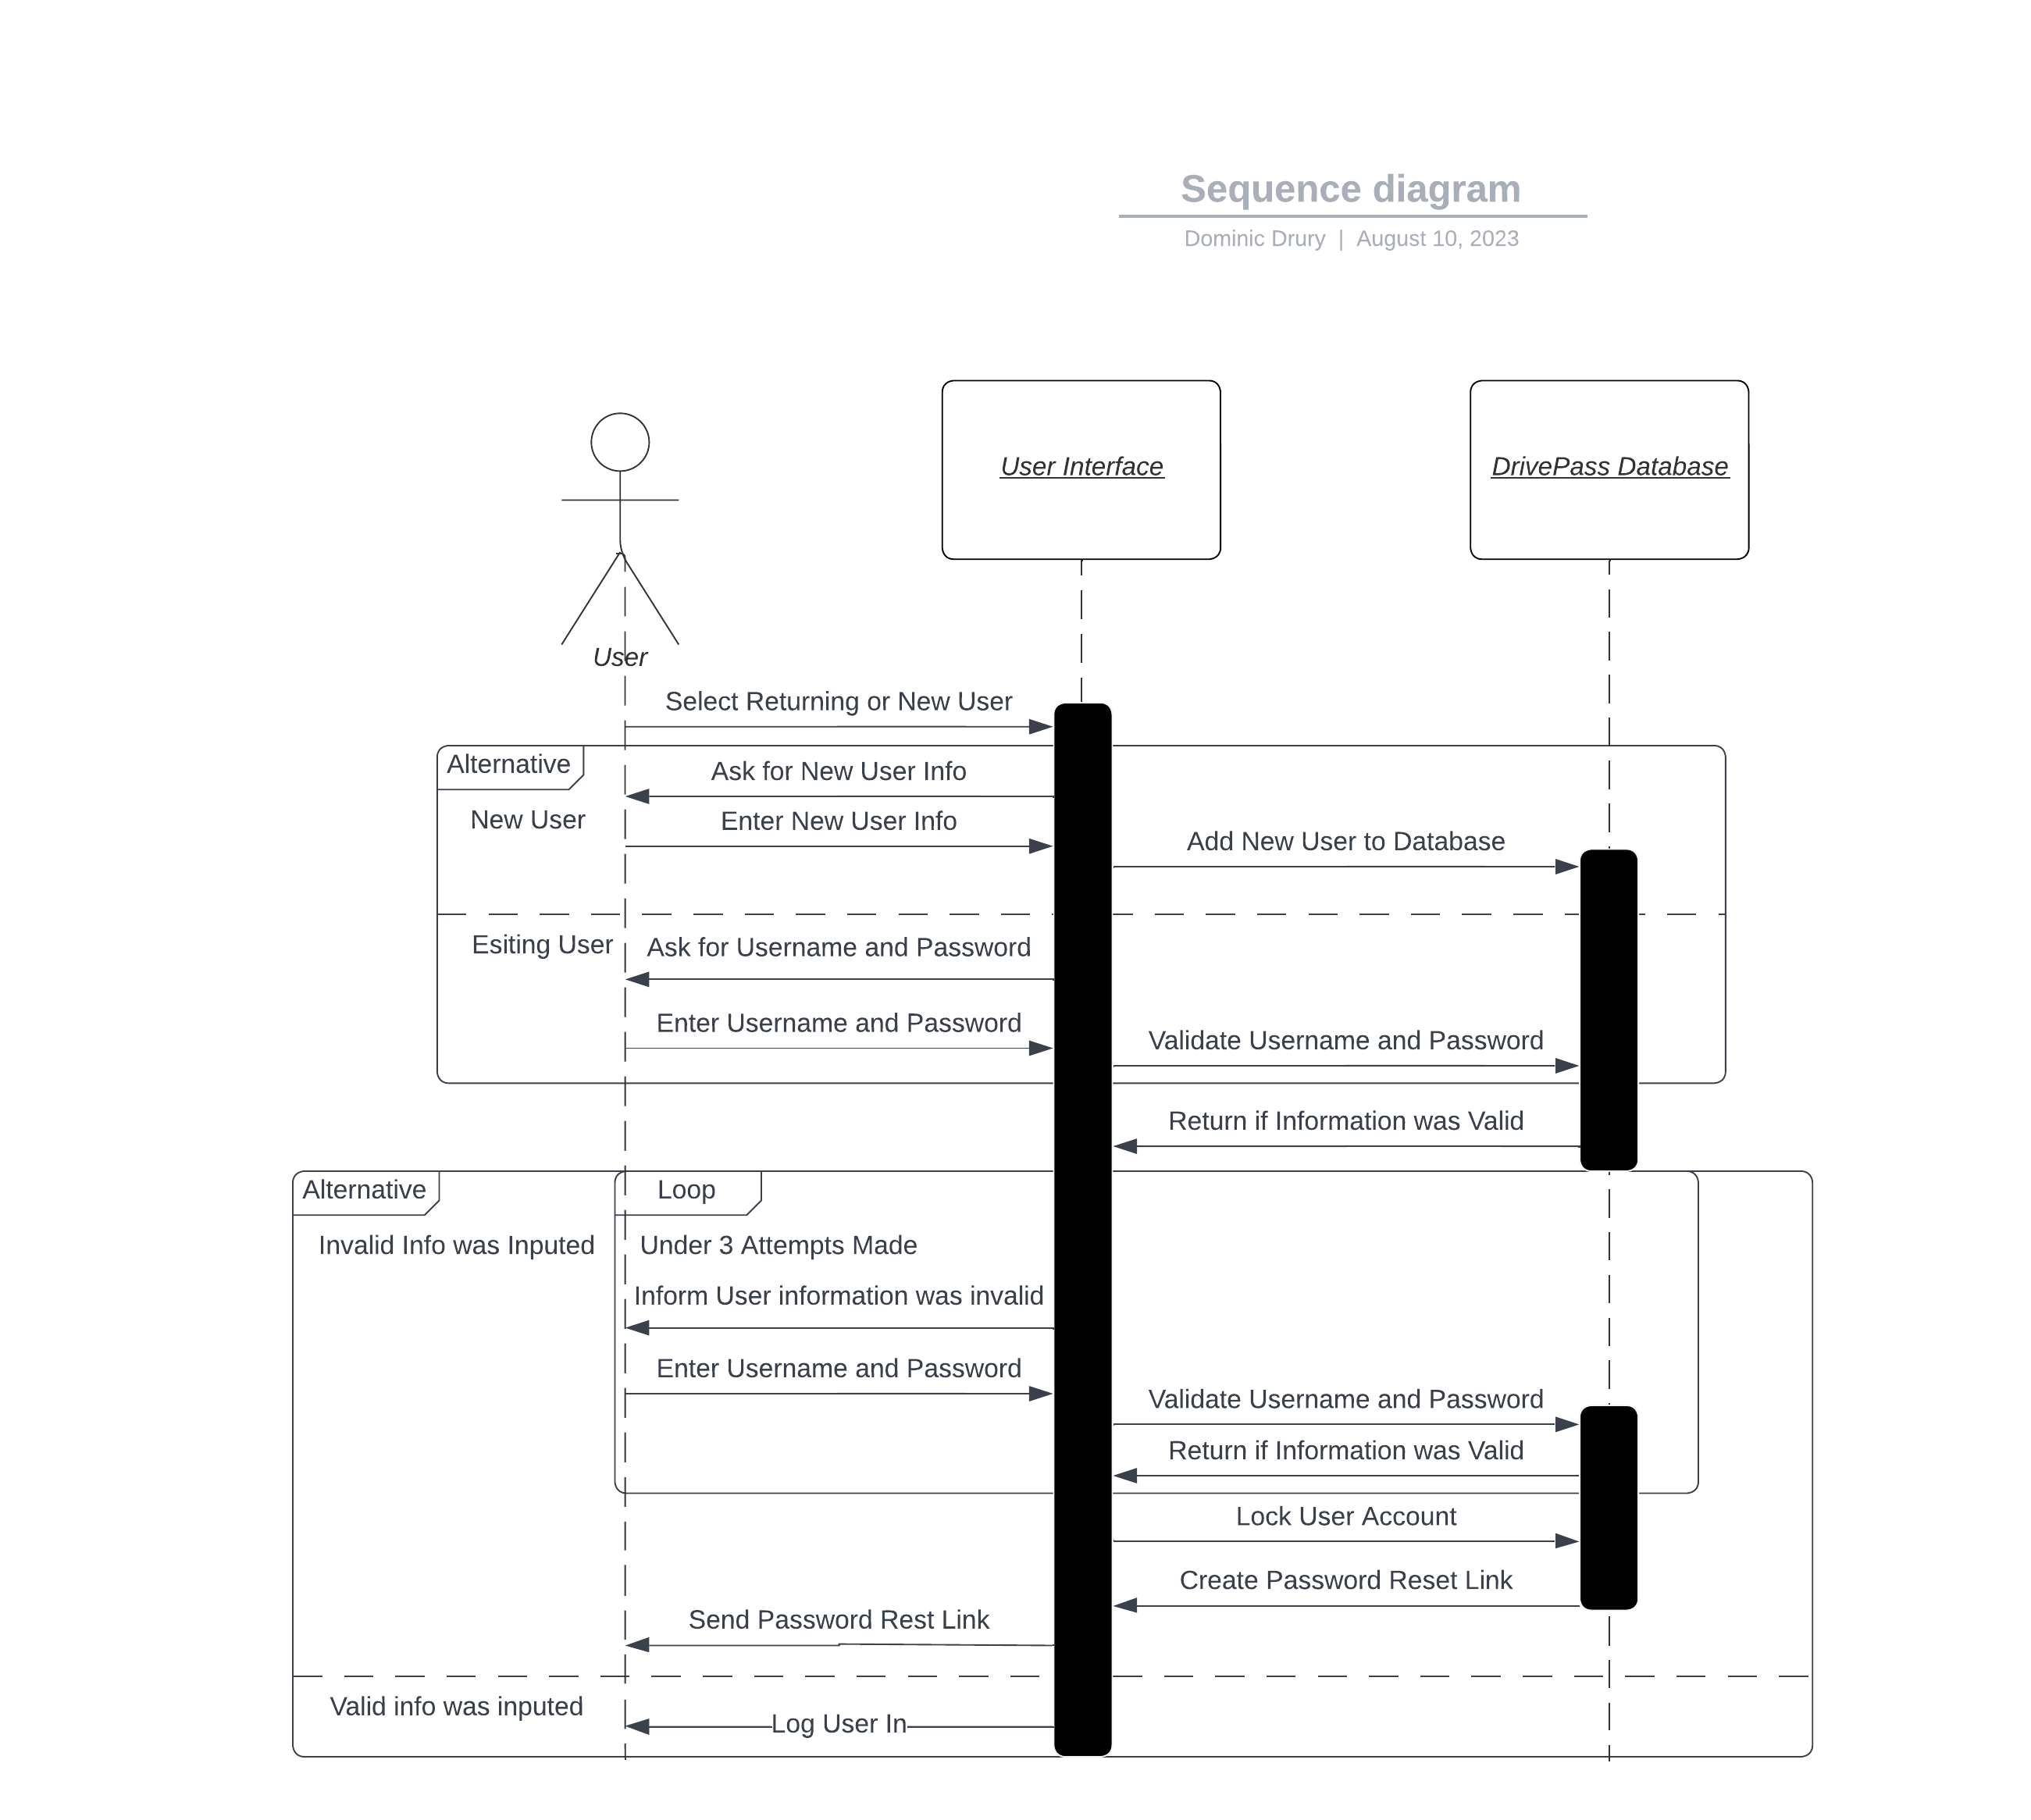 Sequence diagram
Dominic Drury | August 10, 2023
User Interface
DrivePass Database
User
Select Returning or New User
Alternative
Ask for New User Info
New User
Enter New User Info
Add New User to Database
Esiting User
Ask for Username and Password
Enter Username and Password
Validate Username and Password
Return if Information was Valid
Alternative
Loop
Invalid Info was Inputed
Under 3 Attempts Made
Inform User information was invalid
Enter Username and Password
Validate Username and Password
Return if Information was Valid
Lock User Account
Create Password Reset Link
Send Password Rest Link
Valid info was inputed
Log User In